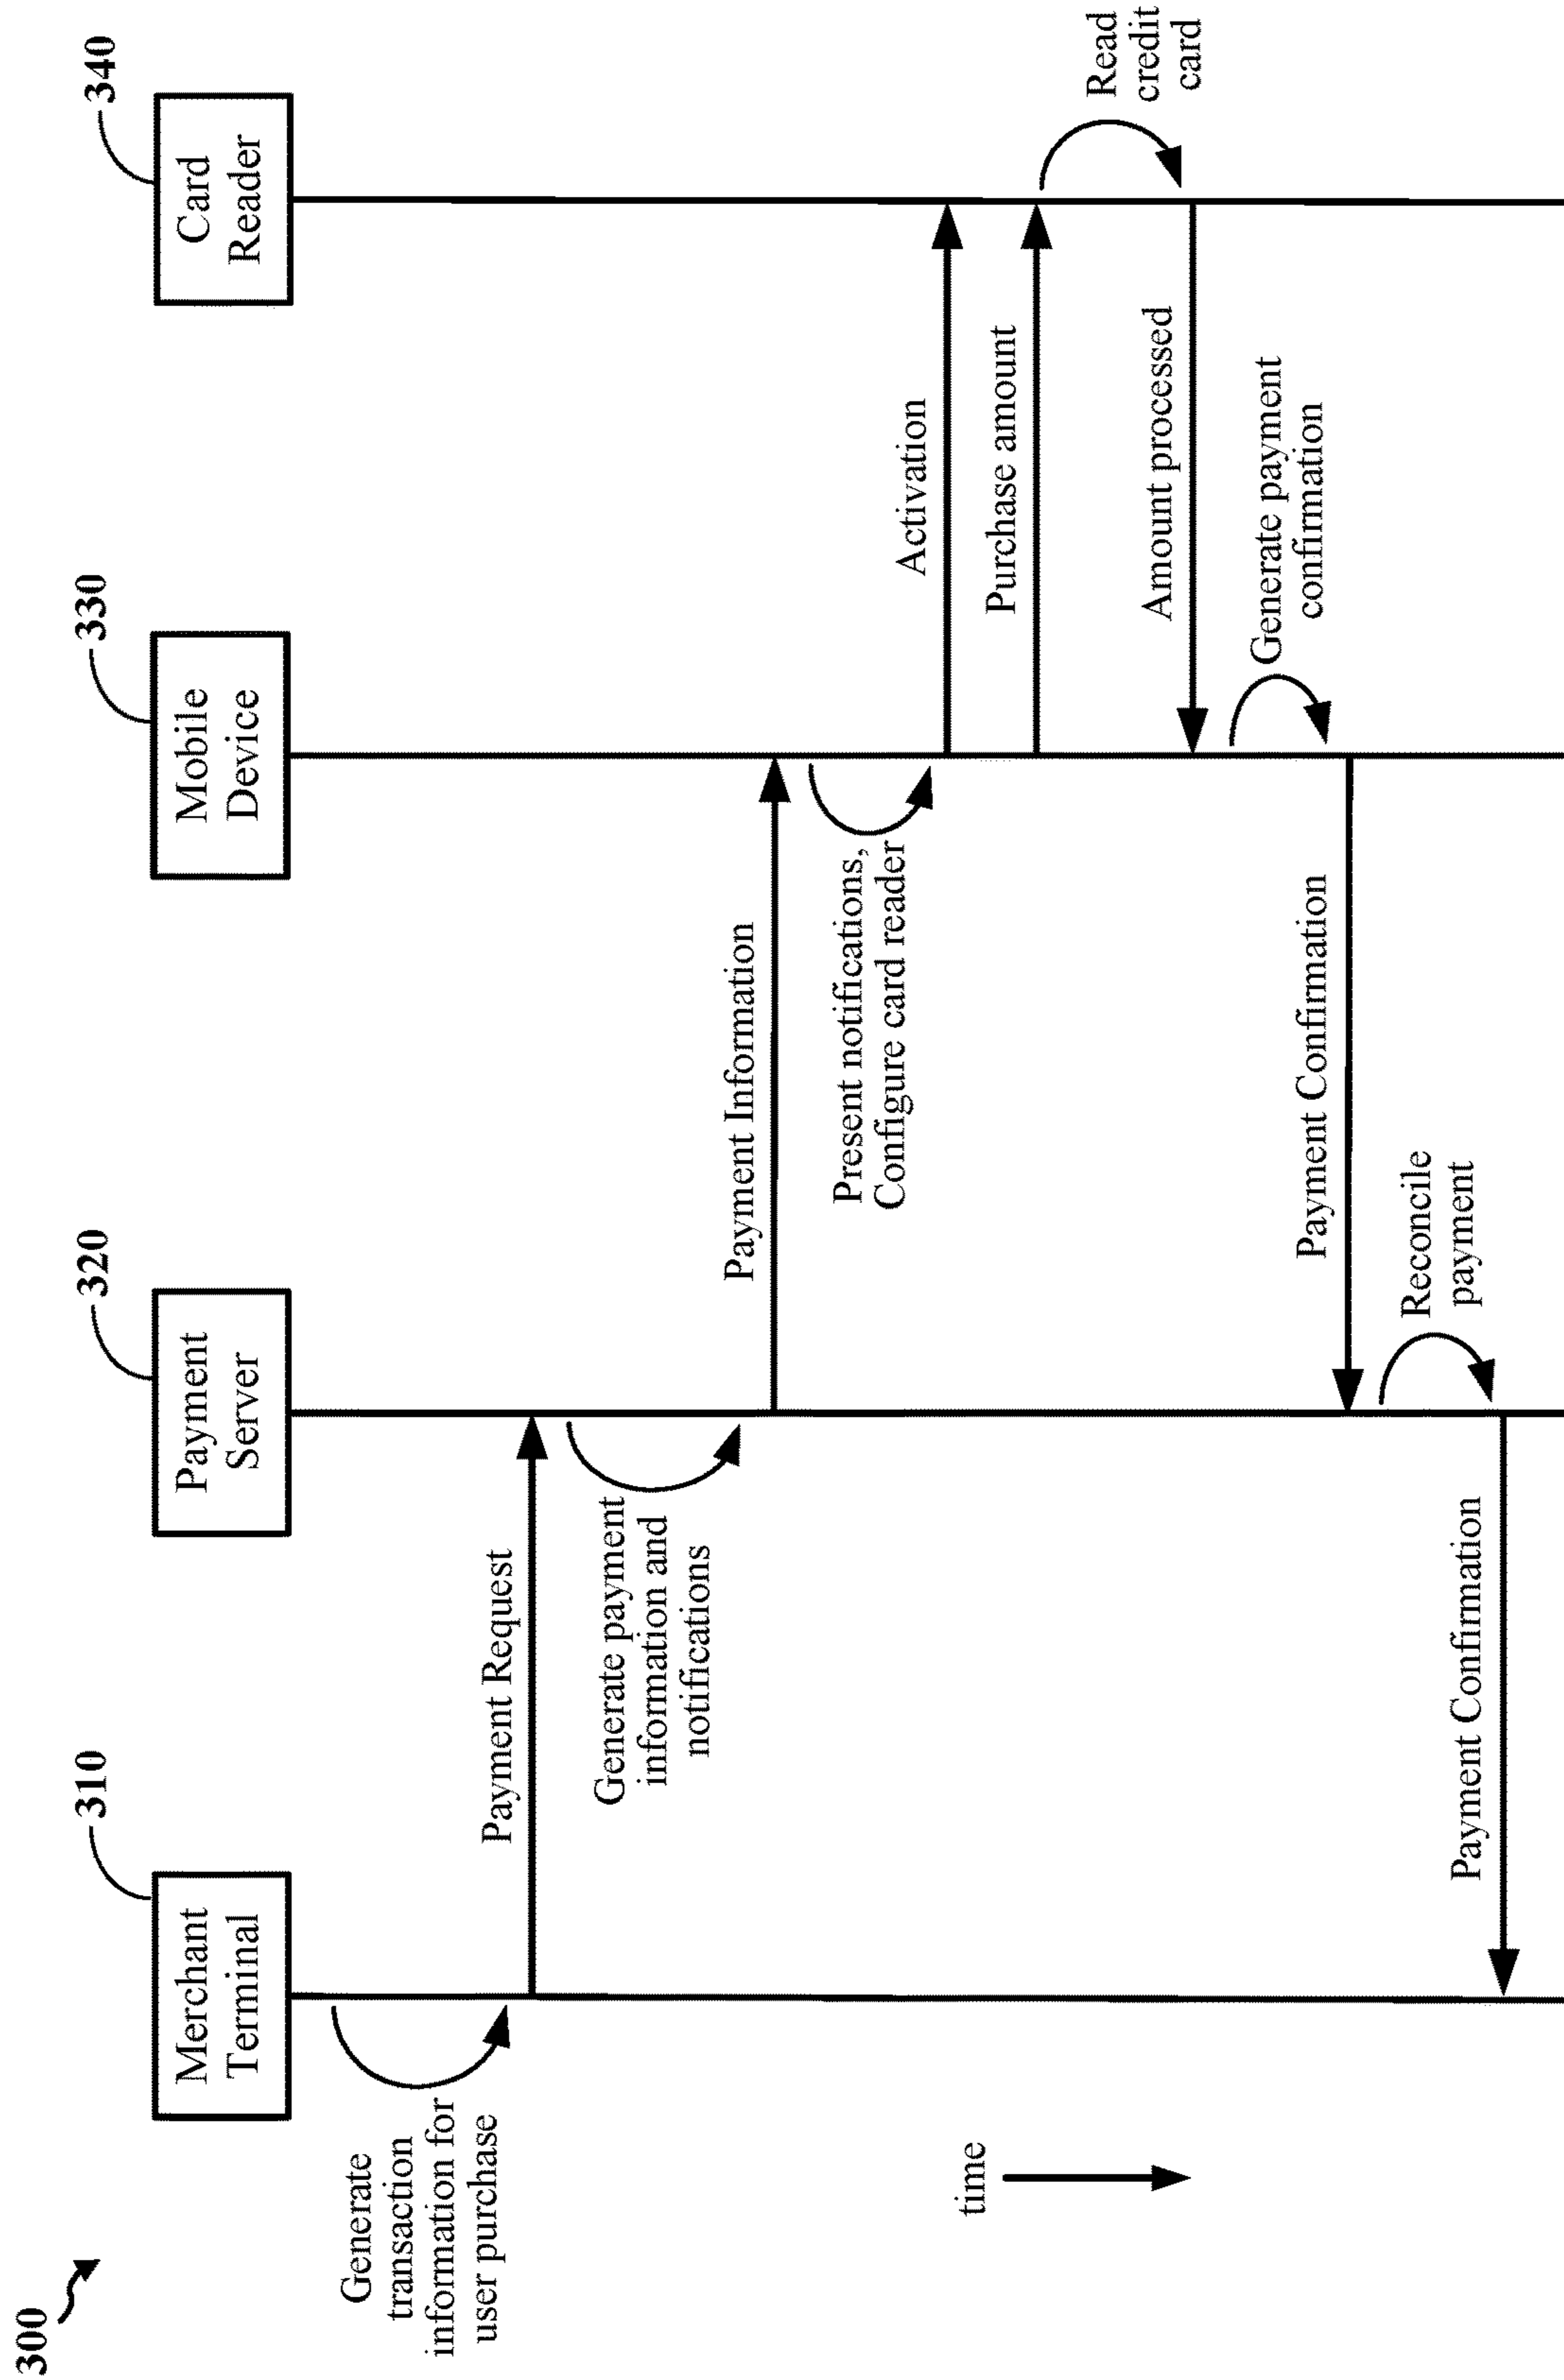 300
310
320
330
340
Merchant
Terminal
Payment
Server
Mobile
Device
Card
Reader
Generate
transaction
information for
user purchase
Payment Request
Generate payment
information and
notifications
Payment Information
Present notifications,
Configure card reader
Activation
Purchase amount
Read
credit
card
Amount processed
Generate payment
confirmation
Payment Confirmation
Reconcile
payment
Payment Confirmation
time